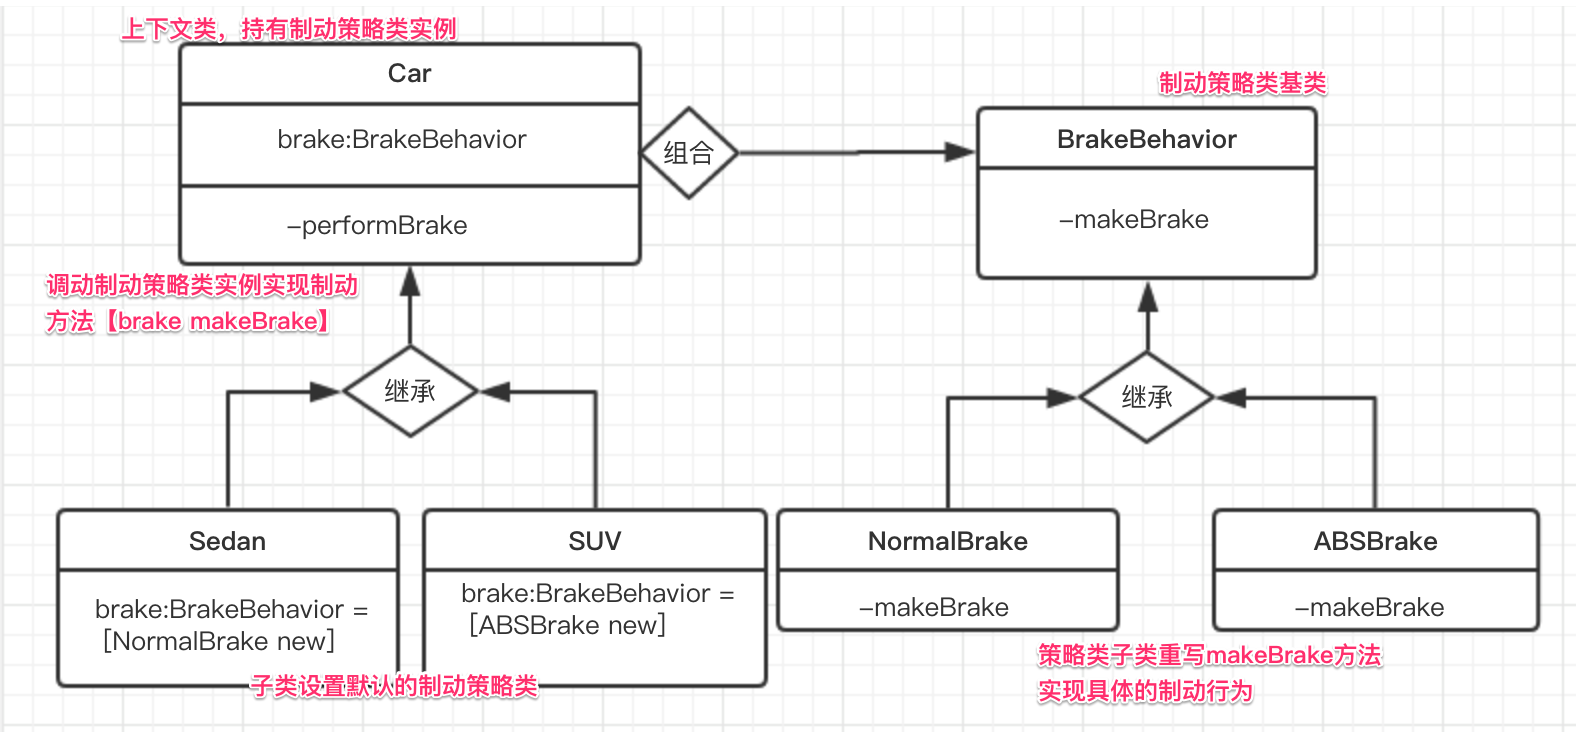 上下文类，持有制动策略类实例
Car
brake:BrakeBehavior
-performBrake
组合
制动策略类基类
BrakeBehavior
-makeBrake
调动制动策略类实例实现制动
方法【brake makeBrake】
继承
继承
Sedan
brake:BrakeBehavior =
[NormalBrake new]
SUV
brake:BrakeBehavior =
[ABSBrake new]
子类设置默认的制动策略类
NormalBrake
-makeBrake
ABSBrake
-makeBrake
策略类子类重写makeBrake方法
实现具体的制动行为